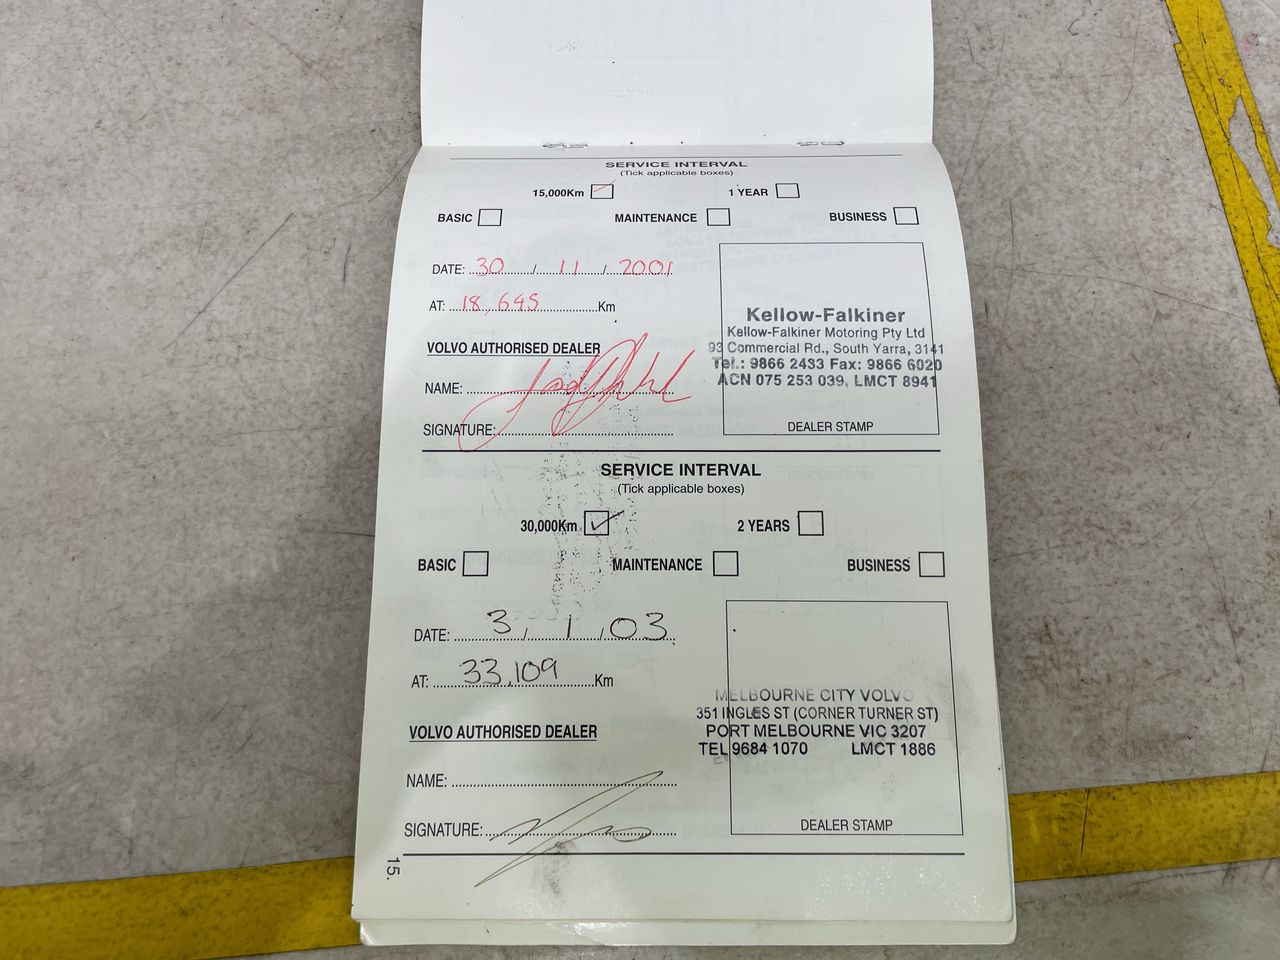 SERVICE INTERVAL
(Tick applicable boxes)
15,000Km 1 YEAR
BASIC MAINTENANCE BUSINESS
DATE: 30 / 11 / 2001
AT: 18,695 Km
VOLVO AUTHORISED DEALER
NAME:
SIGNATURE:
Kellow-Falkiner
Kellow-Falkiner Motoring Pty Ltd
93 Commercial Rd., South Yarra, 3141
Tel.: 9866 2433 Fax: 9866 6020
ACN 075 253 039, LMCT 8941
DEALER STAMP
SERVICE INTERVAL
(Tick applicable boxes)
30,000Km 2 YEARS
BASIC MAINTENANCE BUSINESS
DATE: 3 / 1 / 03
AT: 33,109 Km
VOLVO AUTHORISED DEALER
NAME:
SIGNATURE:
MELBOURNE CITY VOLVO
351 INGLES ST (CORNER TURNER ST)
PORT MELBOURNE VIC 3207
TEL 9684 1070 LMCT 1886
DEALER STAMP
15.